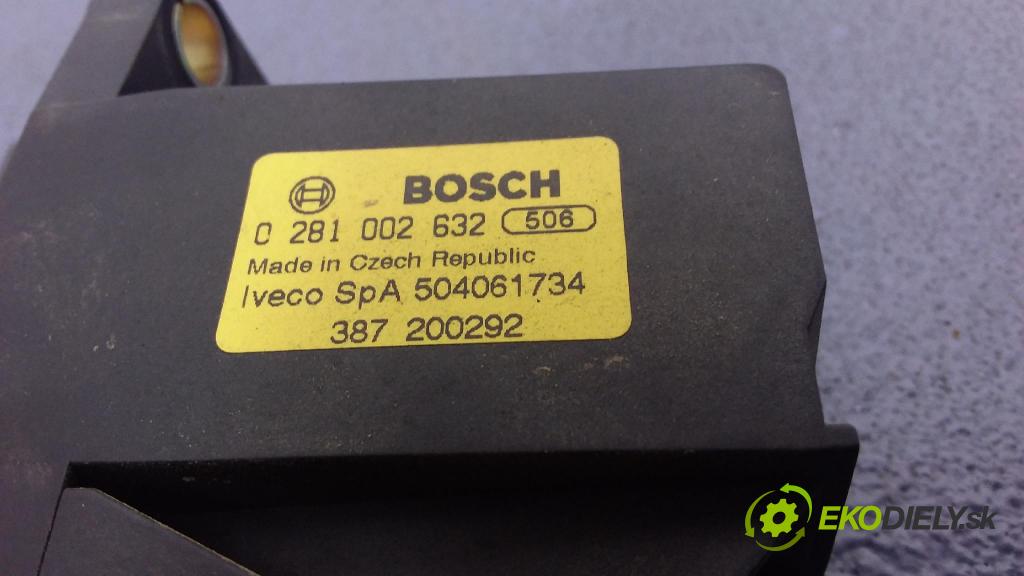 BOSCH
0 281 002 632 506
Made in Czech Republic
Iveco SpA 504061734
387 200292
EKODIELY.sk